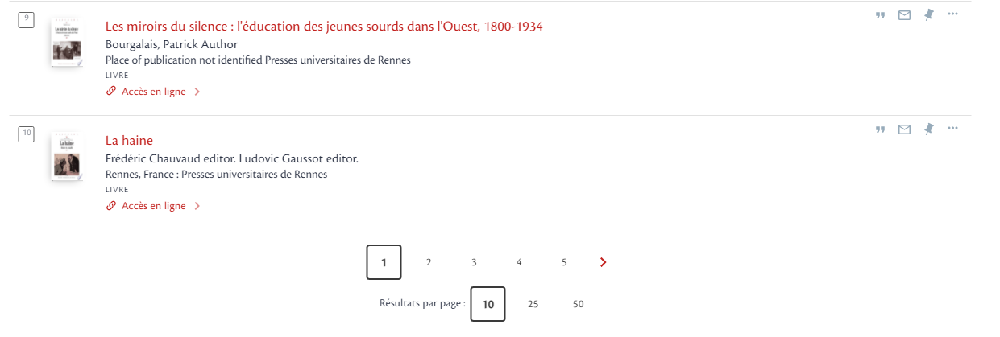 9
Les miroirs du silence : l'éducation des jeunes sourds dans l'Ouest, 1800-1934
Bourgalais, Patrick Author
Place of publication not identified Presses universitaires de Rennes
LIVRE
Accès en ligne
10
La haine
La haine
Frédéric Chauvaud editor. Ludovic Gaussot editor.
Rennes, France : Presses universitaires de Rennes
LIVRE
Accès en ligne
1 2 3 4 5
Résultats par page : 10 25 50